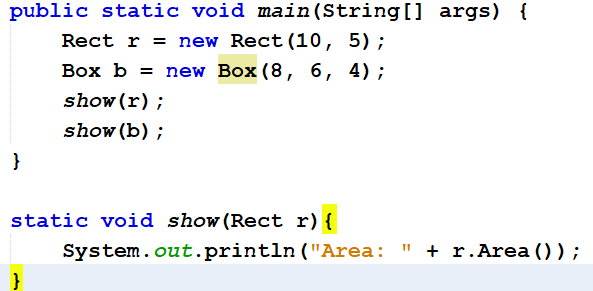 public static void main(String[] args) {
    Rect r = new Rect(10, 5);
    Box b = new Box(8, 6, 4);
    show(r);
    show(b);
}

static void show(Rect r){
    System.out.println("Area: " + r.Area());
}